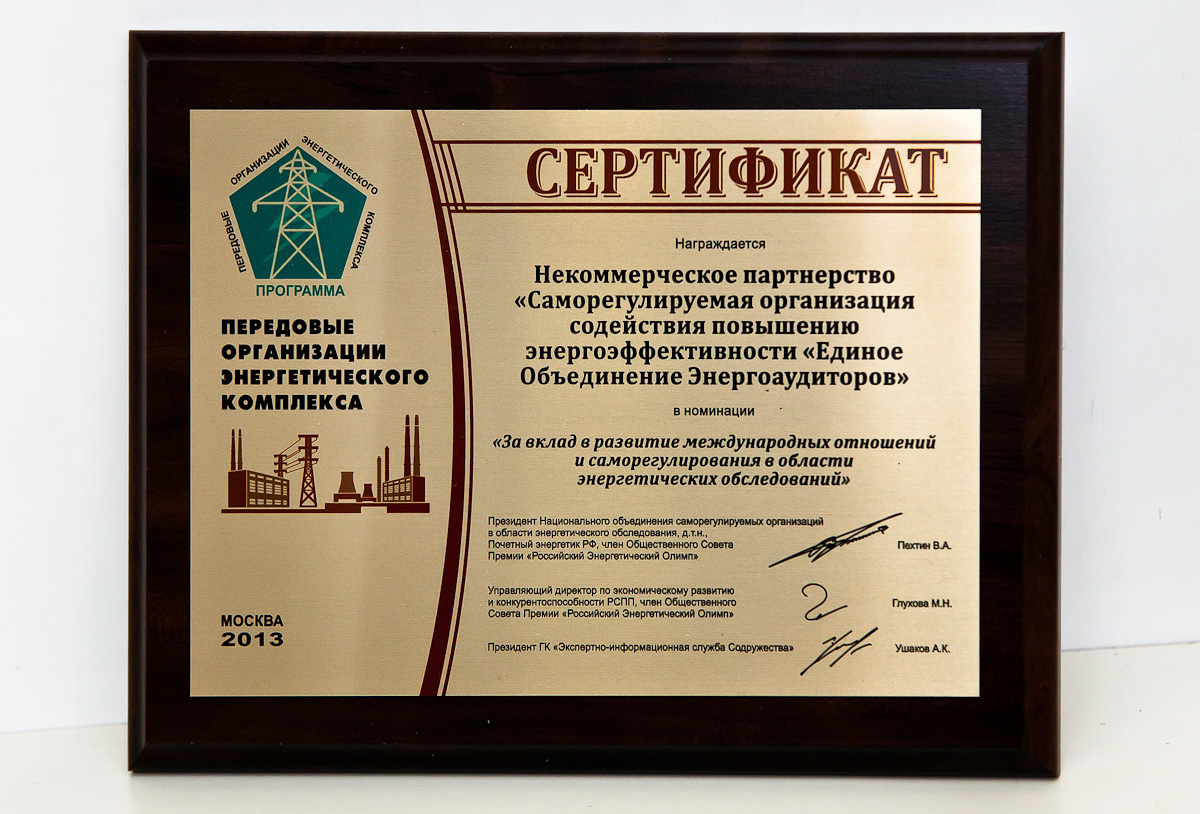 ПЕРЕДОВЫЕ ОРГАНИЗАЦИИ ЭНЕРГЕТИЧЕСКОГО КОМПЛЕКСА
ПРОГРАММА
ПЕРЕДОВЫЕ
ОРГАНИЗАЦИИ
ЭНЕРГЕТИЧЕСКОГО
КОМПЛЕКСА
МОСКВА
2013
СЕРТИФИКАТ
Награждается
Некоммерческое партнерство
«Саморегулируемая организация
содействия повышению
энергоэффективности «Единое
Объединение Энергоаудиторов»
в номинации
«За вклад в развитие международных отношений
и саморегулирования в области
энергетических обследований»
Президент Национального объединения саморегулируемых организаций
в области энергетического обследования, д.т.н.,
Почетный энергетик РФ, член Общественного Совета
Премии «Российский Энергетический Олимп»
Пехтин В.А.
Управляющий директор по экономическому развитию
и конкурентоспособности РСПП, член Общественного
Совета Премии «Российский Энергетический Олимп»
Глухова М.Н.
Президент ГК «Экспертно-информационная служба Содружества»
Ушаков А.К.